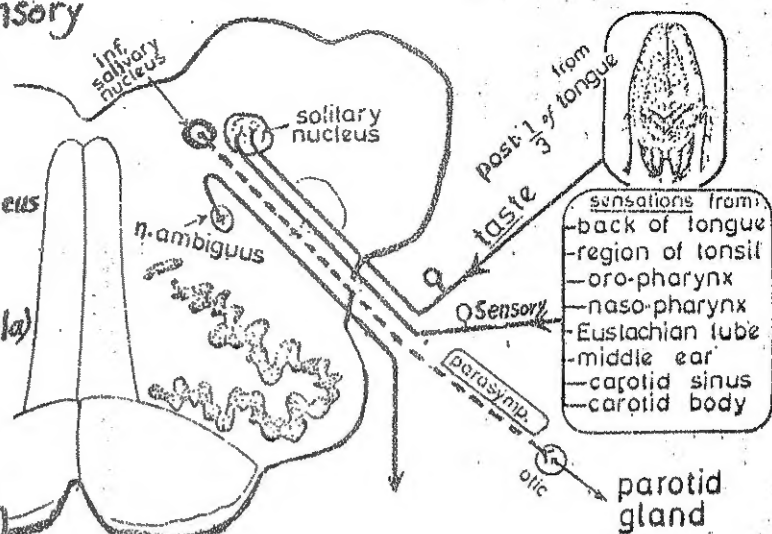 nsory
inf.
salivary
nucleus
solitary
nucleus
eus
n.ambiguus
la)
from
post. 1/3 of tongue
taste
Sensory
parasymp.
otic
parotid
gland
sensations from:
back of tongue
region of tonsil
oro-pharynx
naso-pharynx
Eustachian tube
middle ear
carotid sinus
carotid body